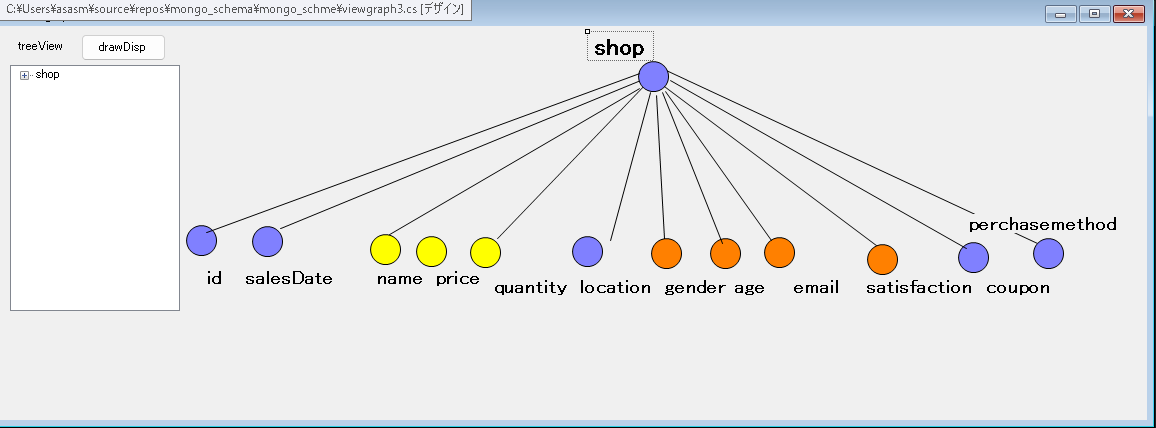 C:¥Users¥asasm¥source¥repos¥mongo_schema¥mongo_schme¥viewgraph3.cs [デザイン]
treeView
drawDisp
shop
shop
perchasemethod
id
salesDate
name
price
quantity
location
gender
age
email
satisfaction
coupon